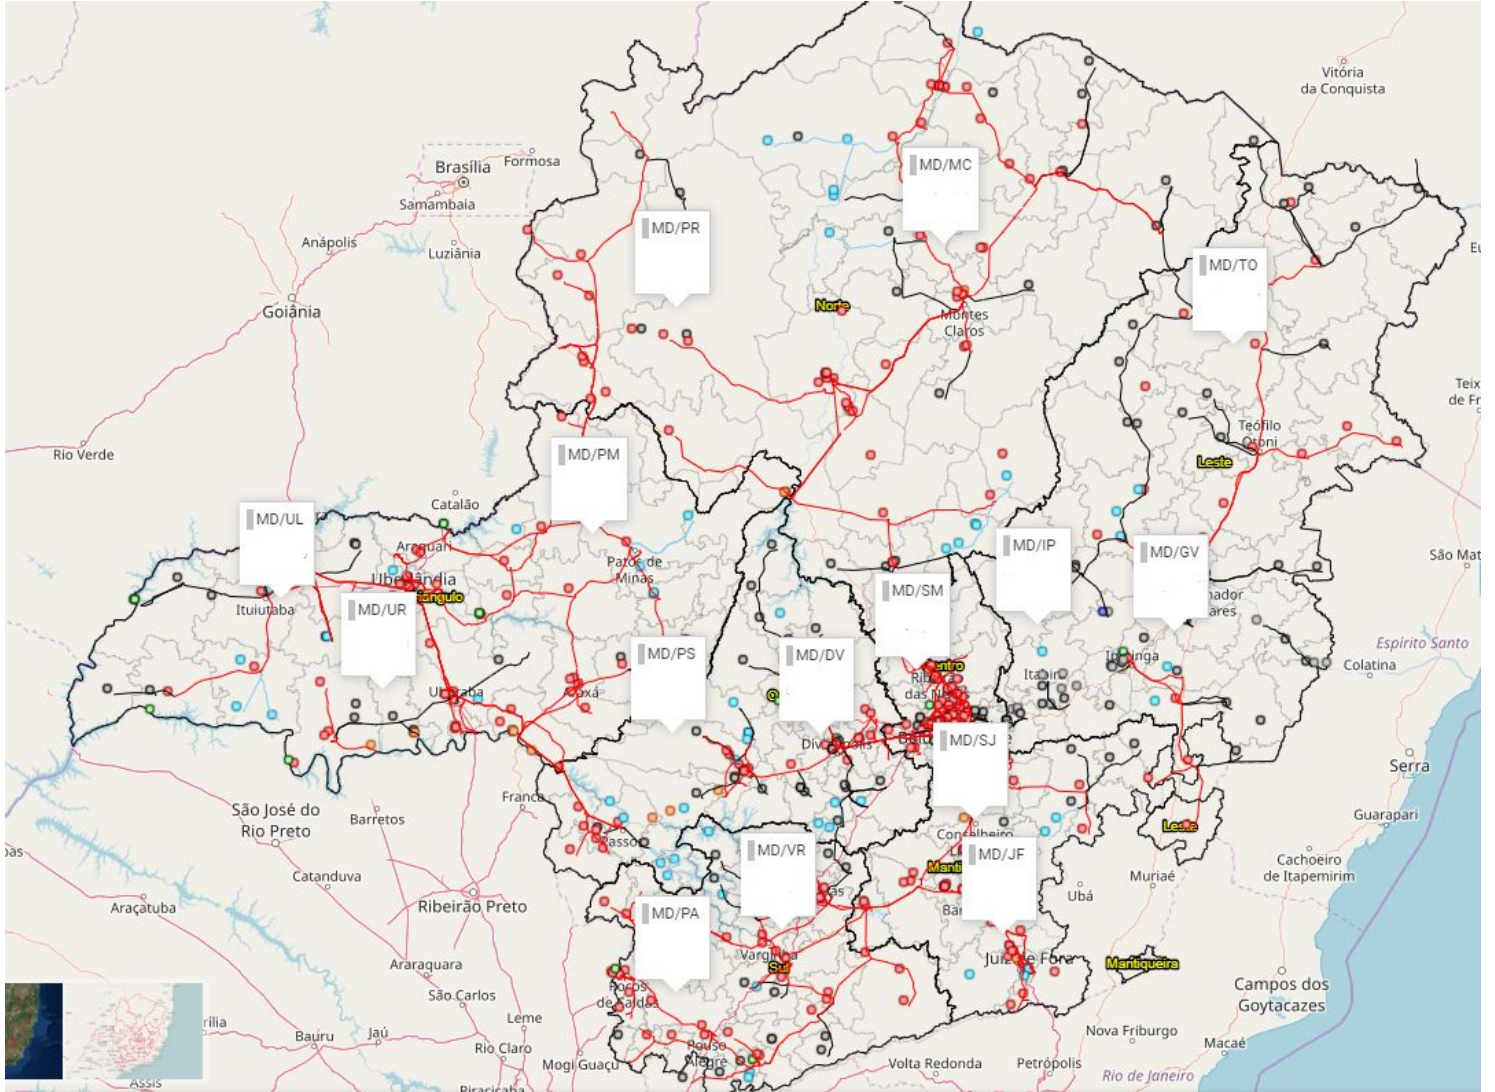 Vitória
da Conquista
Brasília
Formosa
Samambaia
Anápolis
Luziânia
Goiânia
MD/MC
MD/PR
MD/TO
Norte
Montes
Claros
Rio Verde
Teófilo
Otoni
Leste
MD/PM
Catalão
MD/UL
Araguari
Uberlândia
Patos de
Minas
MD/IP
MD/GV
São Mat
Ituiutaba
MD/UR
MD/SM
Espírito Santo
Colatina
MD/PS
MD/DV
Itabira
Ipatinga
Uberaba
Araxá
MD/SJ
Serra
São José do
Rio Preto
Barretos
Franca
Guarapari
Passos
Conselheiro
Leste
MD/VR
MD/JF
Cachoeiro
de Itapemirim
Catanduva
Ribeirão Preto
Araçatuba
MD/PA
Ubá
Muriaé
Varginha
Sul
Juiz de Fora
Mantiqueira
Araraquara
Poços
de Caldas
Campos dos
Goytacazes
São Carlos
Leme
Bauru
Jaú
Rio Claro
Mogi Guaçu
Pouso
Alegre
Nova Friburgo
Volta Redonda
Petrópolis
Macaé
Rio de Janeiro
Assis
Piracicaba